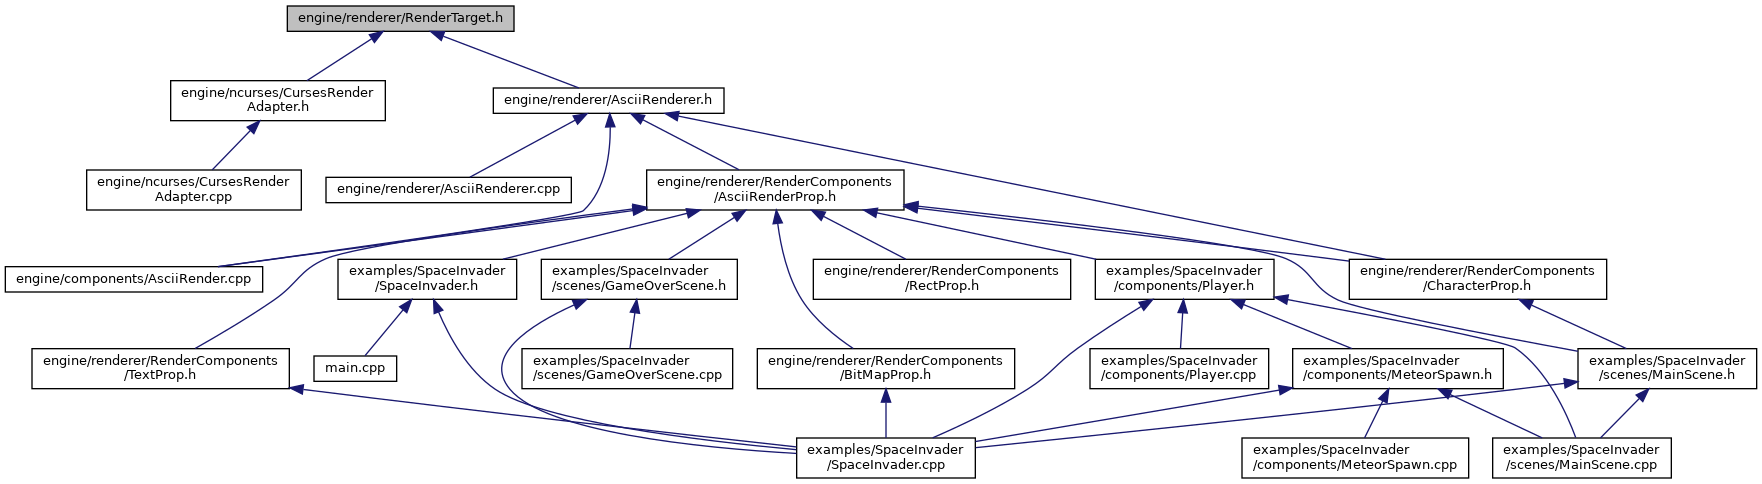 engine/renderer/RenderTarget.h
engine/ncurses/CursesRender
Adapter.h
engine/renderer/AsciiRenderer.h
engine/ncurses/CursesRender
Adapter.cpp
engine/renderer/AsciiRenderer.cpp
engine/renderer/RenderComponents
/AsciiRenderProp.h
engine/components/AsciiRender.cpp
examples/SpaceInvader
/SpaceInvader.h
examples/SpaceInvader
/scenes/GameOverScene.h
engine/renderer/RenderComponents
/RectProp.h
examples/SpaceInvader
/components/Player.h
engine/renderer/RenderComponents
/CharacterProp.h
engine/renderer/RenderComponents
/TextProp.h
main.cpp
examples/SpaceInvader
/scenes/GameOverScene.cpp
engine/renderer/RenderComponents
/BitMapProp.h
examples/SpaceInvader
/components/Player.cpp
examples/SpaceInvader
/components/MeteorSpawn.h
examples/SpaceInvader
/scenes/MainScene.h
examples/SpaceInvader
/SpaceInvader.cpp
examples/SpaceInvader
/components/MeteorSpawn.cpp
examples/SpaceInvader
/scenes/MainScene.cpp